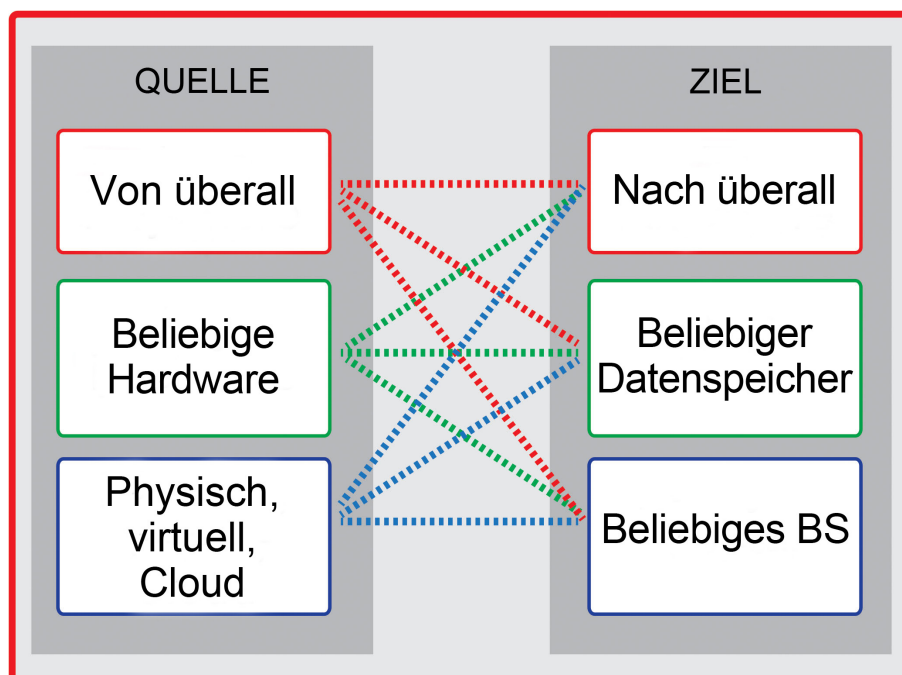 QUELLE
Von überall
Beliebige
Hardware
Physisch,
virtuell,
Cloud
ZIEL
Nach überall
Beliebiger
Datenspeicher
Beliebiges BS